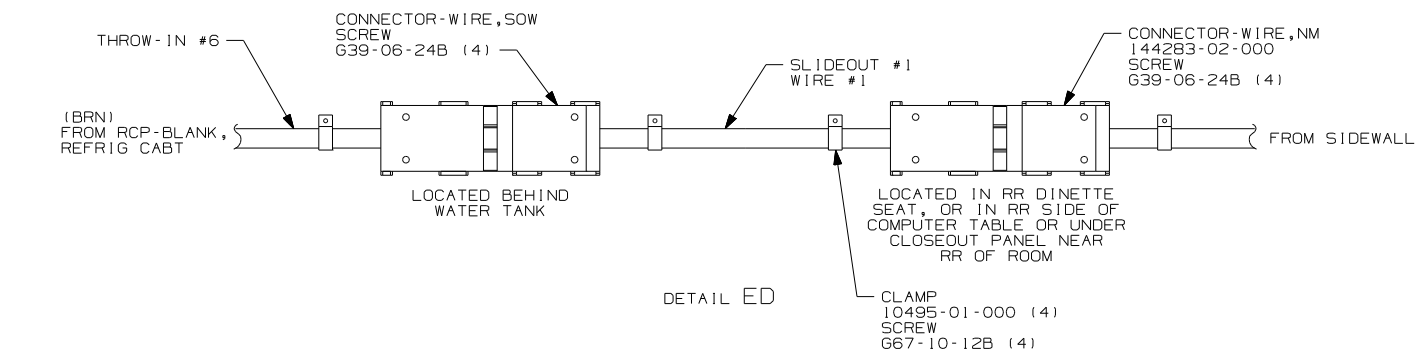 THROW-IN #6
CONNECTOR-WIRE,SOW
SCREW
G39-06-24B (4)
SLIDEOUT #1
WIRE #1
CONNECTOR-WIRE,NM
144283-02-000
SCREW
G39-06-24B (4)
(BRN)
FROM RCP-BLANK,
REFRIG CABT
FROM SIDEWALL
LOCATED BEHIND
WATER TANK
LOCATED IN RR DINETTE
SEAT, OR IN RR SIDE OF
COMPUTER TABLE OR UNDER
CLOSEOUT PANEL NEAR
RR OF ROOM
DETAIL ED
CLAMP
10495-01-000 (4)
SCREW
G67-10-12B (4)